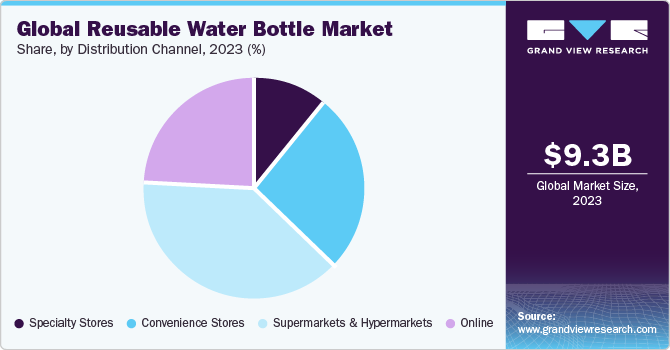 Global Reusable Water Bottle Market
Share, by Distribution Channel, 2023 (%)
Specialty Stores
Convenience Stores
Supermarkets & Hypermarkets
Online
GRAND VIEW RESEARCH
$9.3B
Global Market Size,
2023
Source:
www.grandviewresearch.com